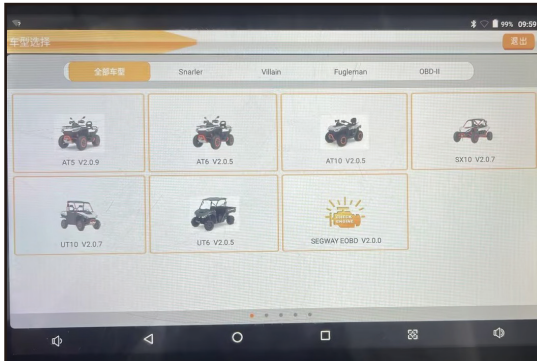 99% 09:59
车型选择
退出
全部车型 Snarler Villain Fugleman OBD-II
AT5 V2.0.9 AT6 V2.0.5 AT10 V2.0.5 SX10 V2.0.7
CHECK
ENGINE
UT10 V2.0.7 UT6 V2.0.5 SEGWAY EOBD V2.0.0